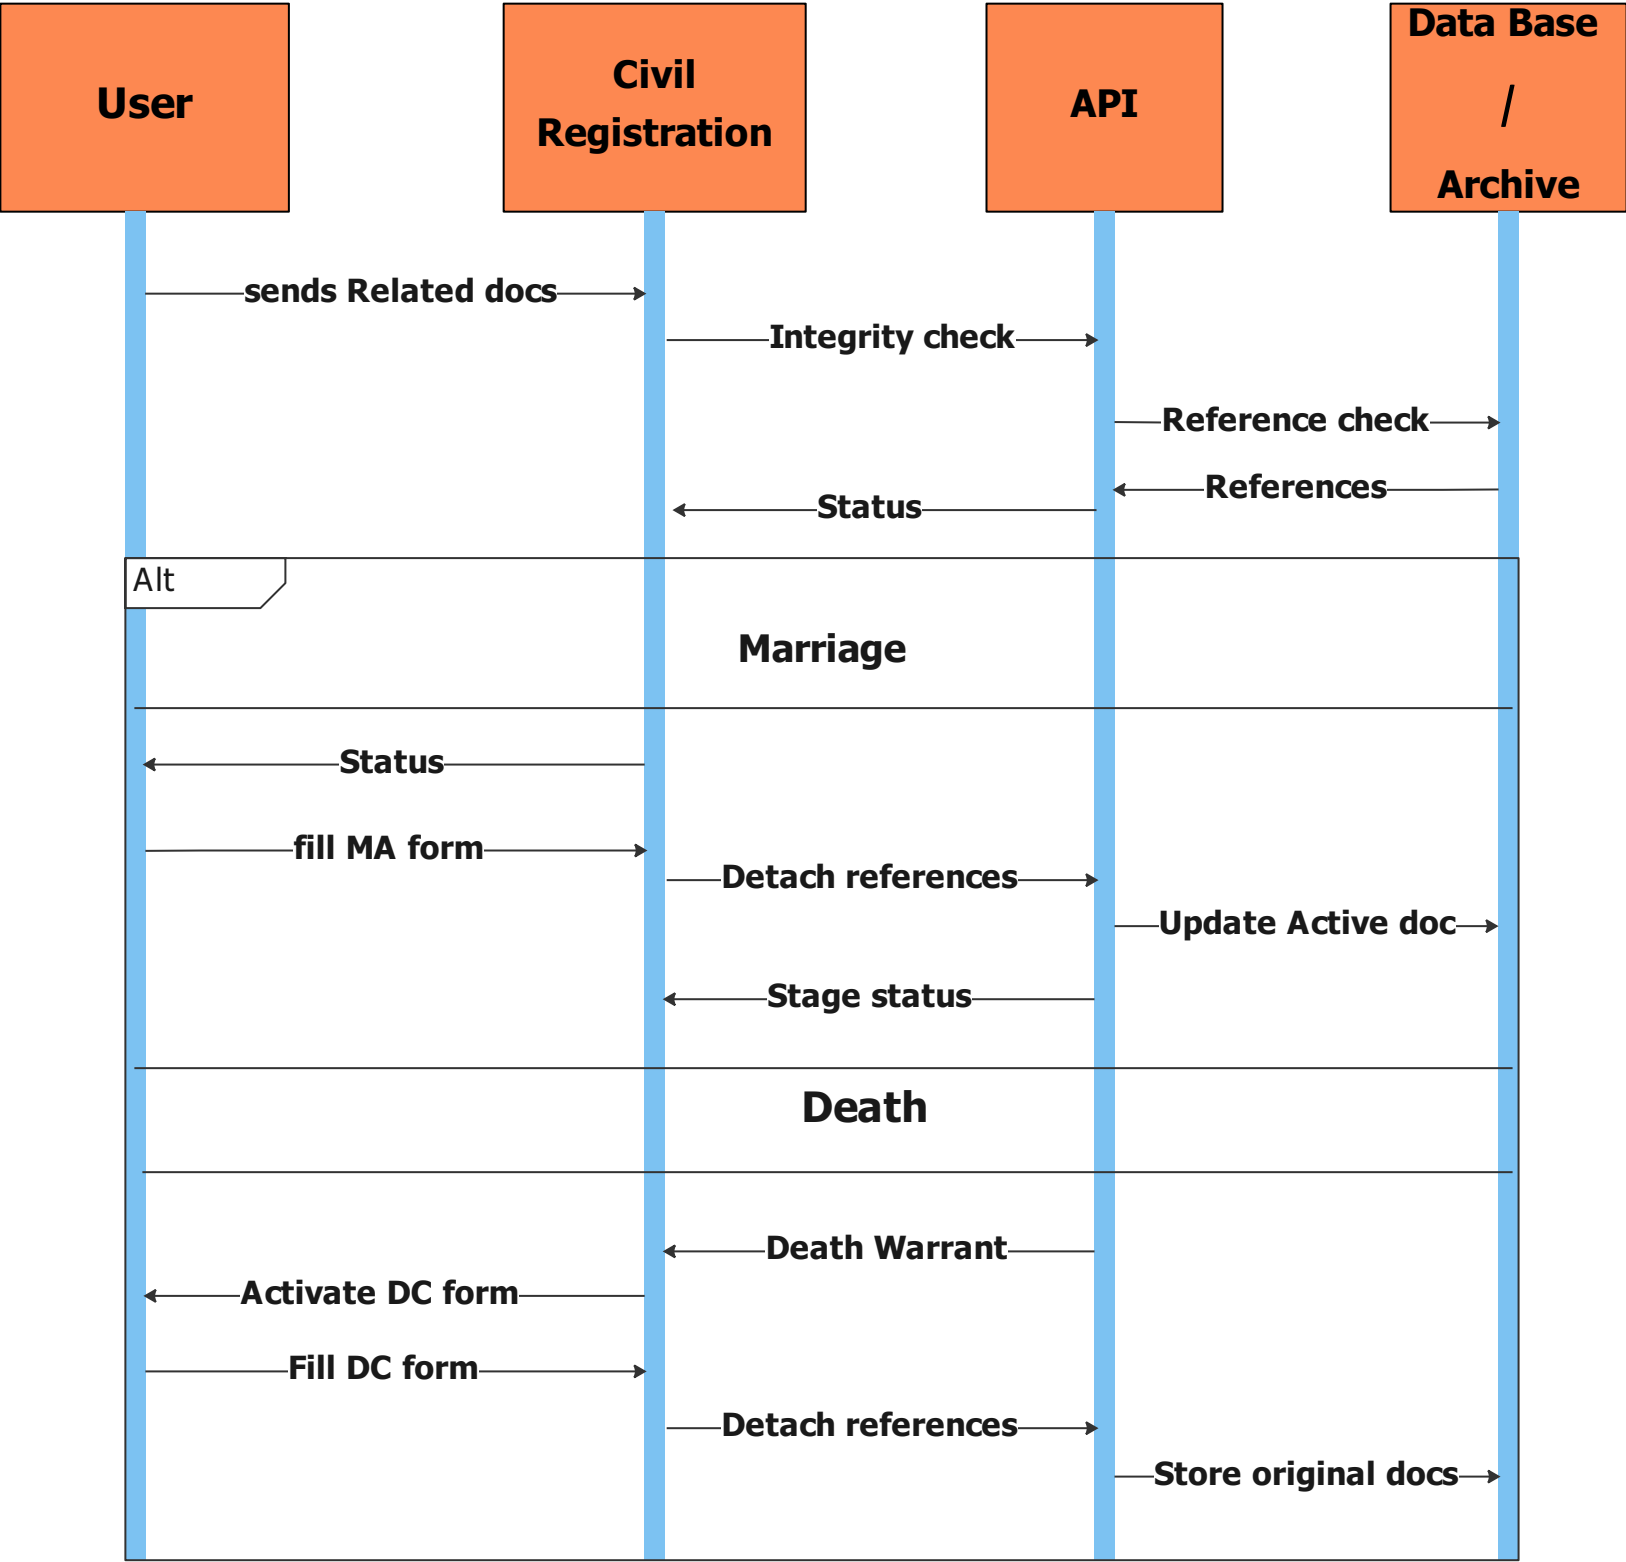 User
Civil
Registration
API
Data Base
/
Archive
sends Related docs
Integrity check
Reference check
References
Status
Alt
Marriage
Status
fill MA form
Detach references
Update Active doc
Stage status
Death
Death Warrant
Activate DC form
Fill DC form
Detach references
Store original docs